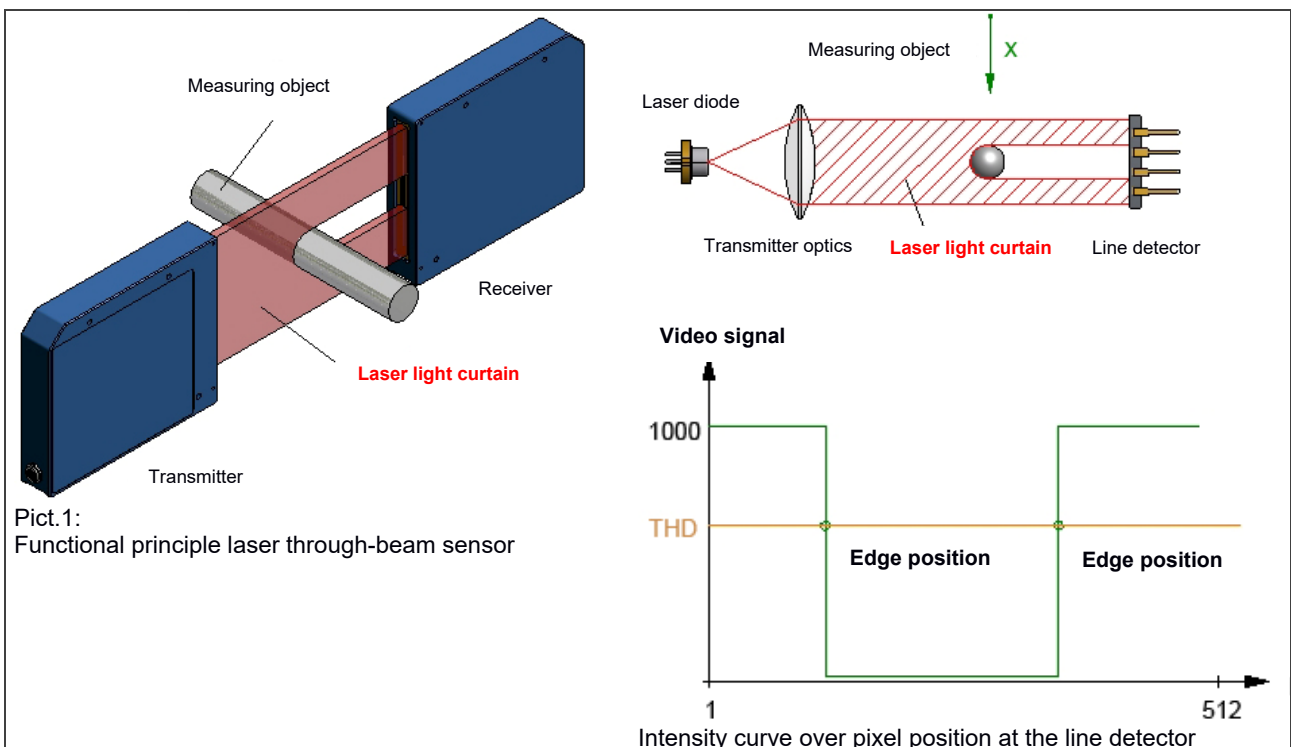 Measuring object
Laser light curtain
Receiver
Transmitter
Pict.1:
Functional principle laser through-beam sensor
Measuring object
X
Laser diode
Transmitter optics
Laser light curtain
Line detector
Video signal
1000
THD
Edge position
Edge position
1
512
Intensity curve over pixel position at the line detector